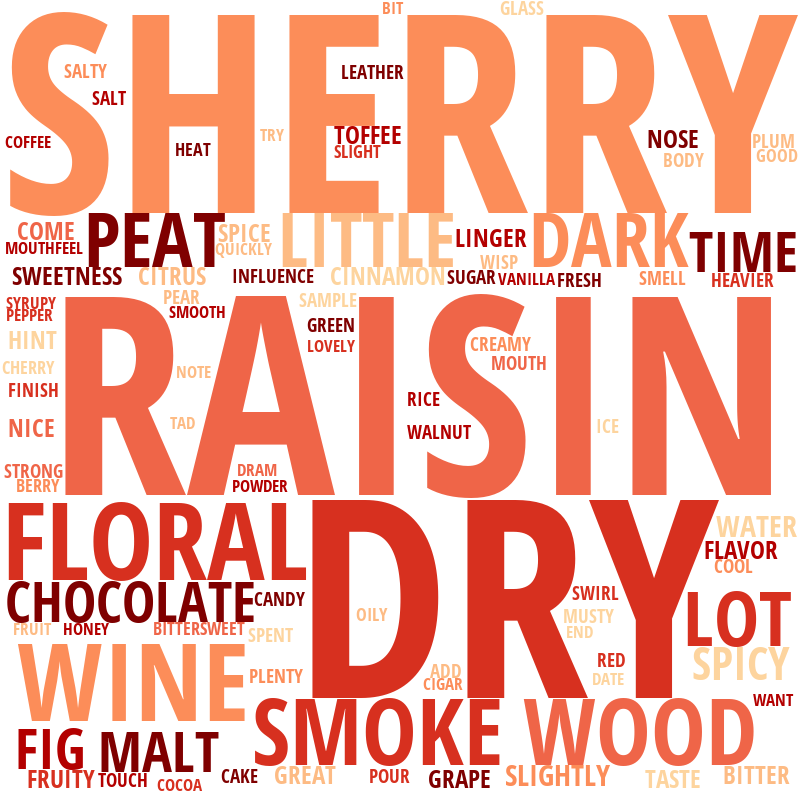 BIT
GLASS
SHERRY
SALTY
LEATHER
SALT
COFFEE
HEAT
TRY
TOFFEE
SLIGHT
NOSE
PLUM
BODY
GOOD
COME
PEAT
SPICE
LITTLE
LINGER
DARK
TIME
MOUTHFEEL
QUICKLY
WISP
SWEETNESS
CITRUS
INFLUENCE
CINNAMON
SUGAR
VANILLA
FRESH
SMELL
HEAVIER
SYRUPY
PEAR
SAMPLE
PEPPER
SMOOTH
RAISIN
GREEN
HINT
LOVELY
CREAMY
CHERRY
NOTE
MOUTH
FINISH
RICE
NICE
TAD
WALNUT
ICE
STRONG
DRAM
BERRY
POWDER
FLORAL
DRY
WATER
FLAVOR
COOL
CHOCOLATE
CANDY
SWIRL
LOT
FRUIT
HONEY
BITTERSWEET
SPENT
OILY
MUSTY
END
WINE
PLENTY
ADD
CIGAR
RED
DATE
SPICY
FIG
MALT
SMOKE
WOOD
WANT
FRUITY
TOUCH
COCOA
CAKE
GREAT
POUR
GRAPE
SLIGHTLY
TASTE
BITTER